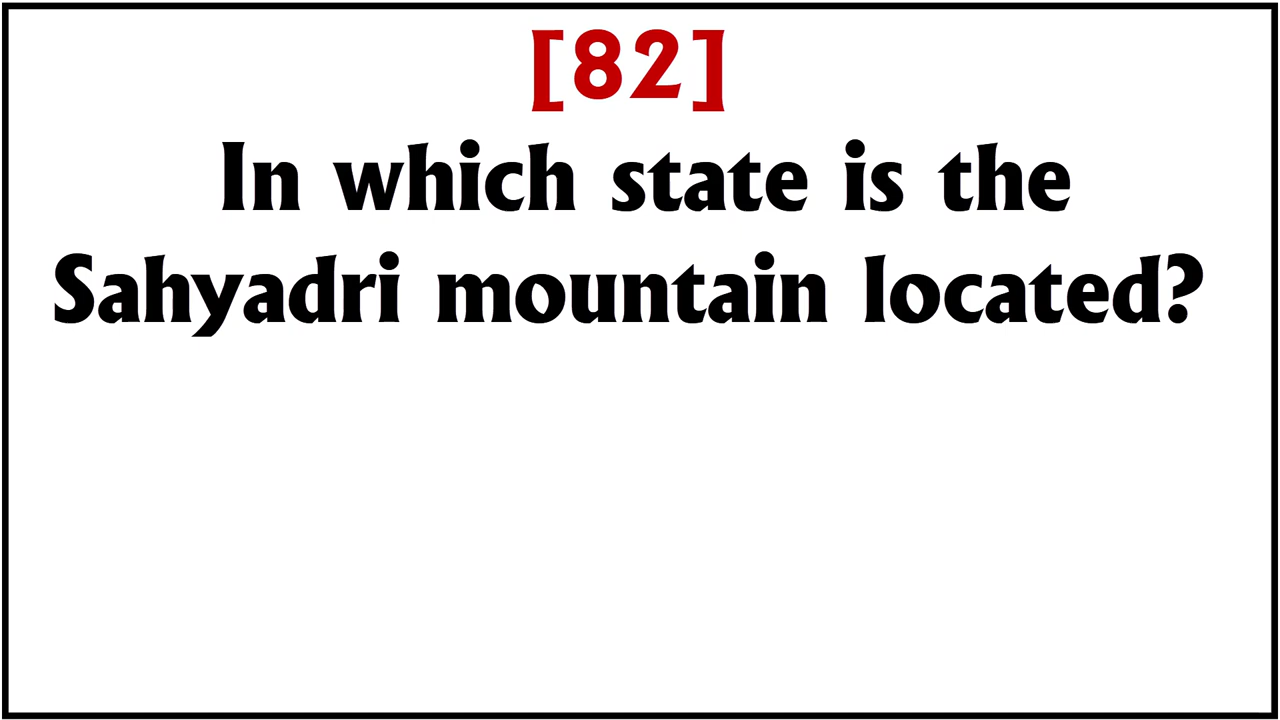 [82]
In which state is the
Sahyadri mountain located?